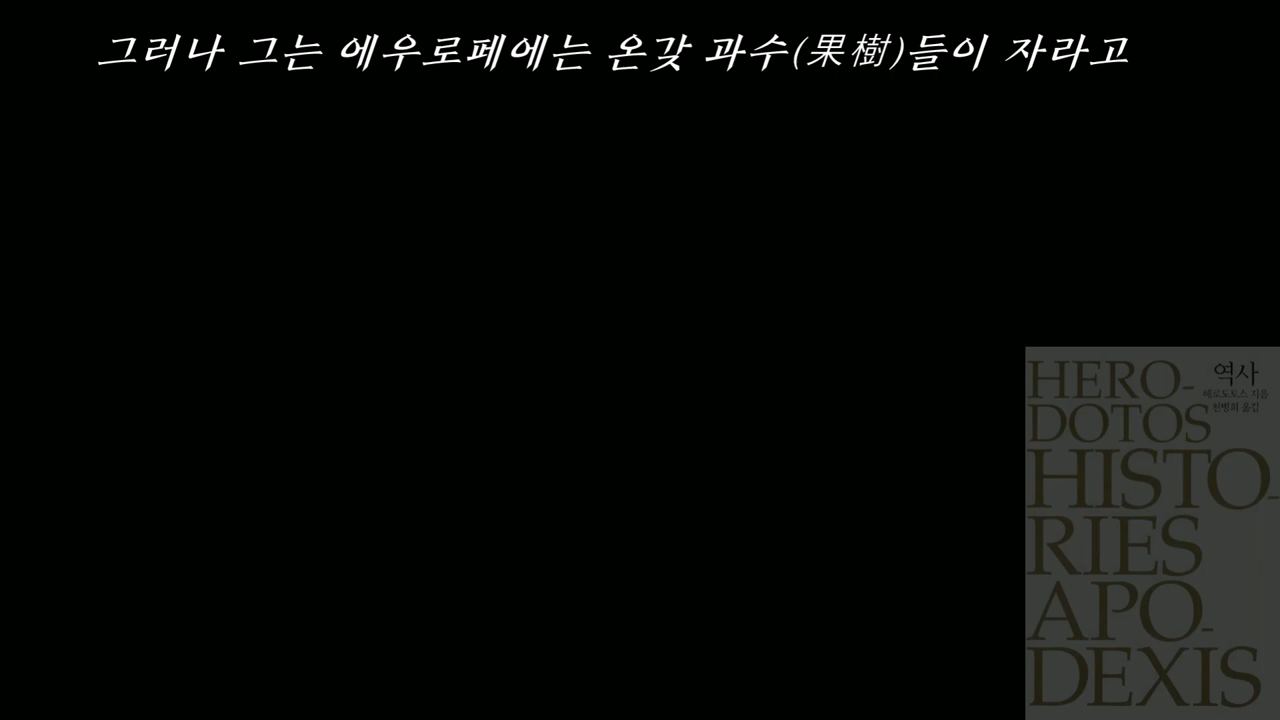 그러나 그는 에우로페에는 온갖 과수(果樹)들이 자라고
HERO-
DOTOS
HISTO-
RIES
APO-
DEXIS
역사
헤로도토스 지음
천병희 옮김